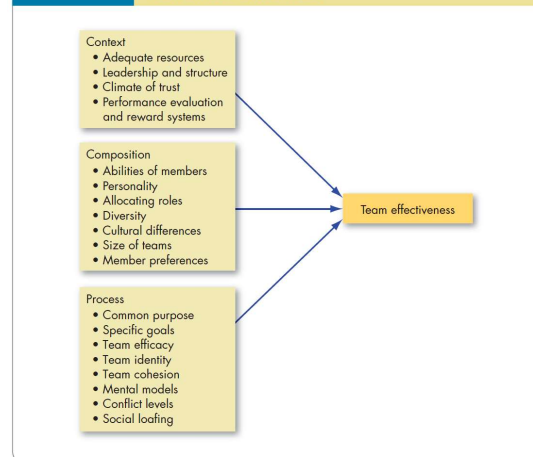 Context
• Adequate resources
• Leadership and structure
• Climate of trust
• Performance evaluation
and reward systems
Composition
• Abilities of members
• Personality
• Allocating roles
• Diversity
• Cultural differences
• Size of teams
• Member preferences
Team effectiveness
Process
• Common purpose
• Specific goals
• Team efficacy
• Team identity
• Team cohesion
• Mental models
• Conflict levels
• Social loafing